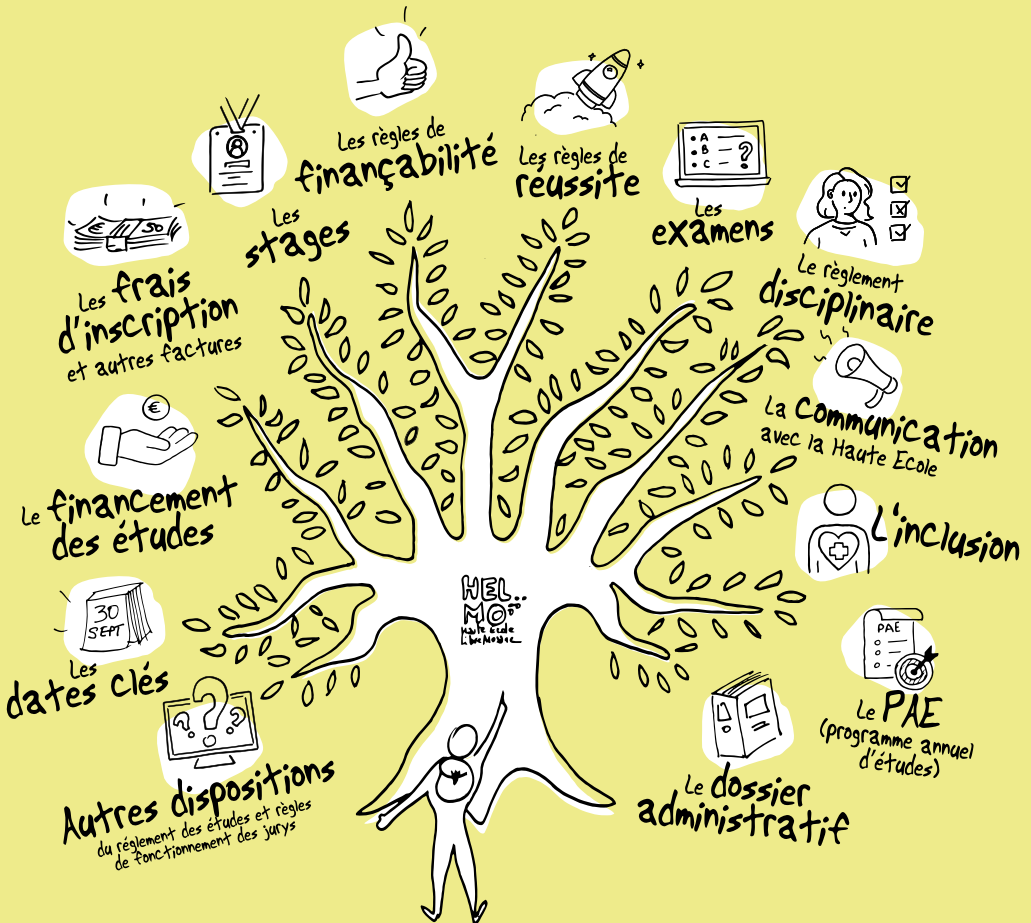 Les règles de
finançabilité
Les règles de
réussite
A
B
C
?
Les
examens
Le règlement
disciplinaire
La communication
avec la Haute Ecole
L'inclusion
PAE
Le PAE
(programme annuel
d'études)
Le dossier
administratif
Les
stages
€ 50
Les frais
d'inscription
et autres factures
€
Le financement
des études
30
SEPT
Les
dates clés
? ? ?
Autres dispositions
du réglement des études et règles
de fonctionnement des jurys
HEL
MO
Haute Ecole
Libre Mosane